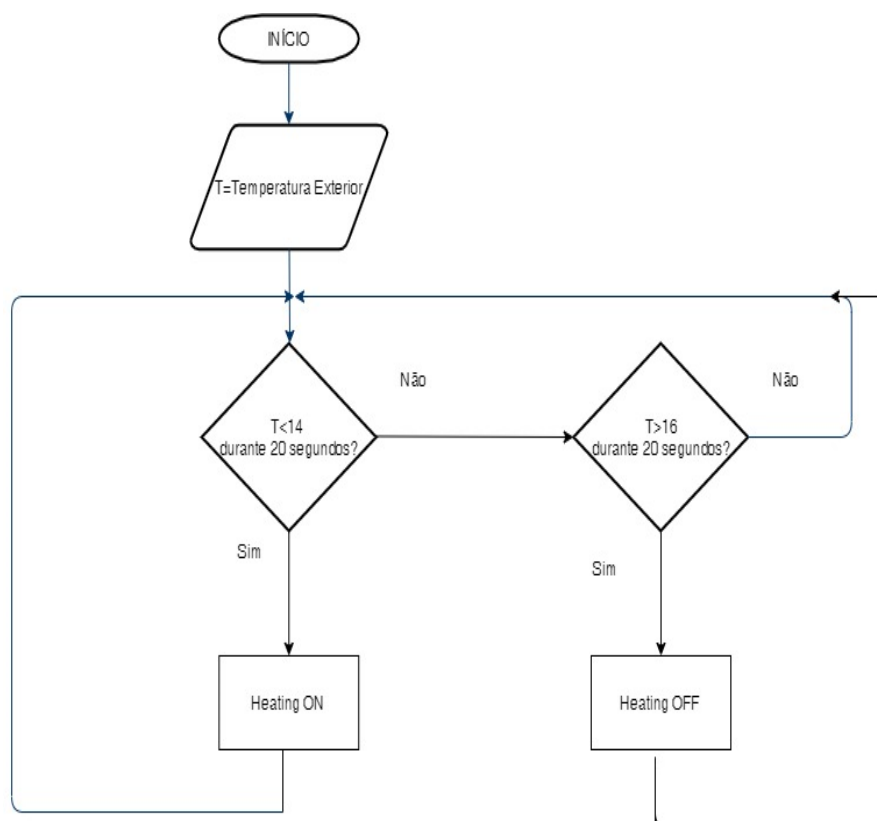 INÍCIO
T=Temperatura Exterior
Não
Não
T<14
durante 20 segundos?
T>16
durante 20 segundos?
Sim
Sim
Heating ON
Heating OFF